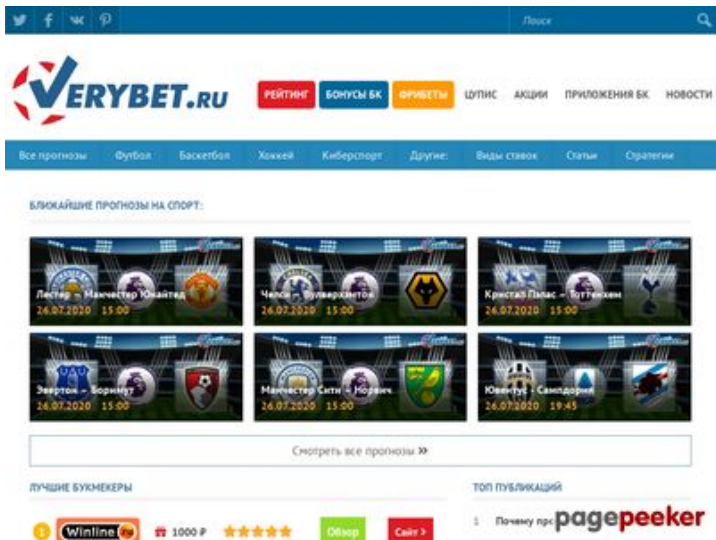 Поиск
VERYBET.RU
РЕЙТИНГ БОНУСЫ БК ФРИБЕТЫ ЦУПИС АКЦИИ ПРИЛОЖЕНИЯ БК НОВОСТИ
Все прогнозы Футбол Баскетбол Хоккей Киберспорт Другие: Виды ставок Статьи Стратегии
БЛИЖАЙШИЕ ПРОГНОЗЫ НА СПОРТ:
Лестер – Манчестер Юнайтед
26.07.2020 15:00
Челси – Вулверхэмптон
26.07.2020 15:00
Кристал Пэлас – Тоттенхэм
26.07.2020 15:00
Эвертон – Борнмут
26.07.2020 15:00
Манчестер Сити – Норвич
26.07.2020 15:00
Ювентус - Сампдория
26.07.2020 19:45
Смотреть все прогнозы »
ЛУЧШИЕ БУКМЕКЕРЫ
1 Winline 1000 ₽ Обзор Сайт >
ТОП ПУБЛИКАЦИЙ
1 Почему
pagepeeker